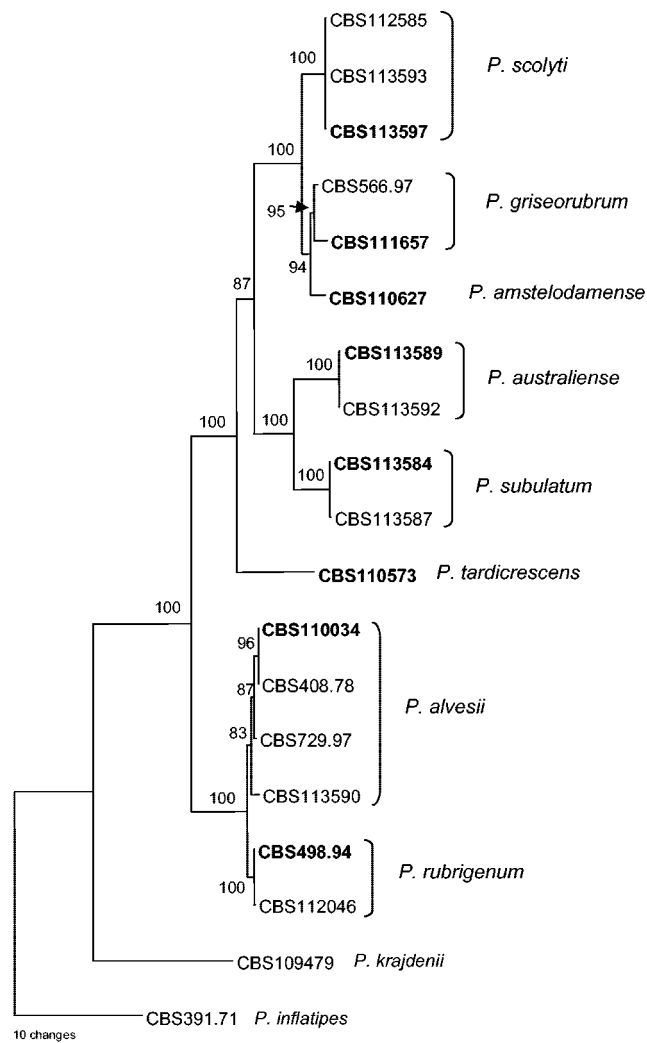 CBS112585
100
CBS113593
P. scolyti
CBS113597
100
CBS566.97
95
P. griseorubrum
CBS111657
94
CBS110627 P. amstelodamense
87
CBS113589
100
P. australiense
CBS113592
100
100
CBS113584
100
P. subulatum
CBS113587
CBS110573 P. tardicrescens
100
CBS110034
96
CBS408.78
87
P. alvesii
83
CBS729.97
CBS113590
100
CBS498.94
P. rubrigenum
100
CBS112046
CBS109479 P. krajdenii
CBS391.71 P. inflatipes
10 changes